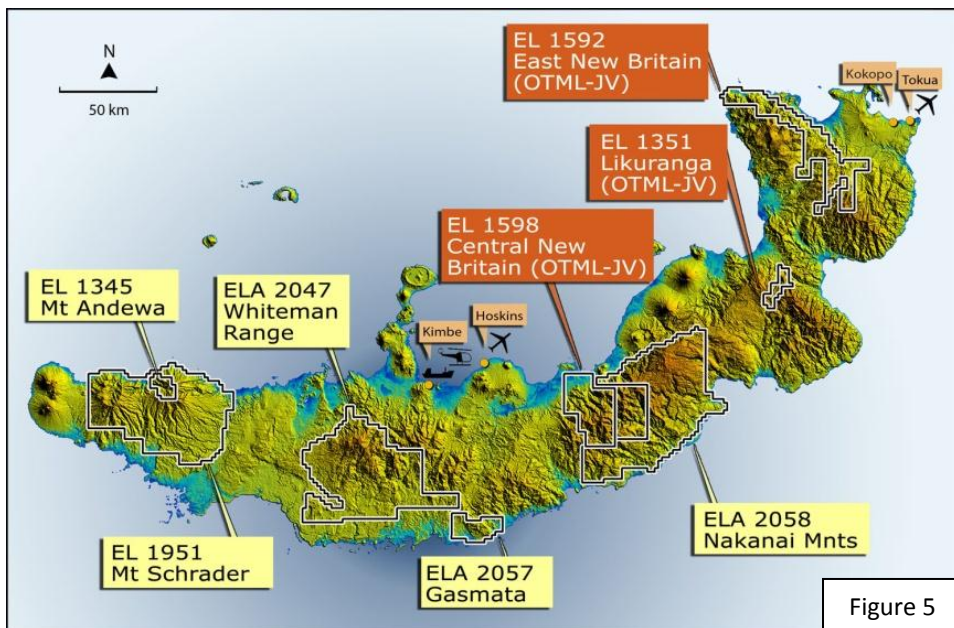 EL 1592
East New Britain
(OTML-JV)
Kokopo
Tokua
N
50 km
EL 1351
Likuranga
(OTML-JV)
EL 1598
Central New
Britain (OTML-JV)
EL 1345
Mt Andewa
ELA 2047
Whiteman
Range
Kimbe
Hoskins
EL 1951
Mt Schrader
ELA 2057
Gasmata
ELA 2058
Nakanai Mnts
Figure 5